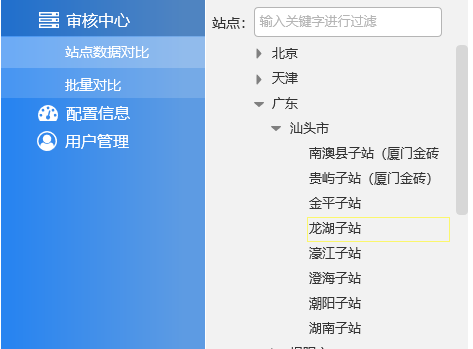 审核中心
站点数据对比
批量对比
配置信息
用户管理
站点: 输入关键字进行过滤
北京
天津
广东
汕头市
南澳县子站（厦门金砖
贵屿子站（厦门金砖）
金平子站
龙湖子站
濠江子站
澄海子站
潮阳子站
湖南子站